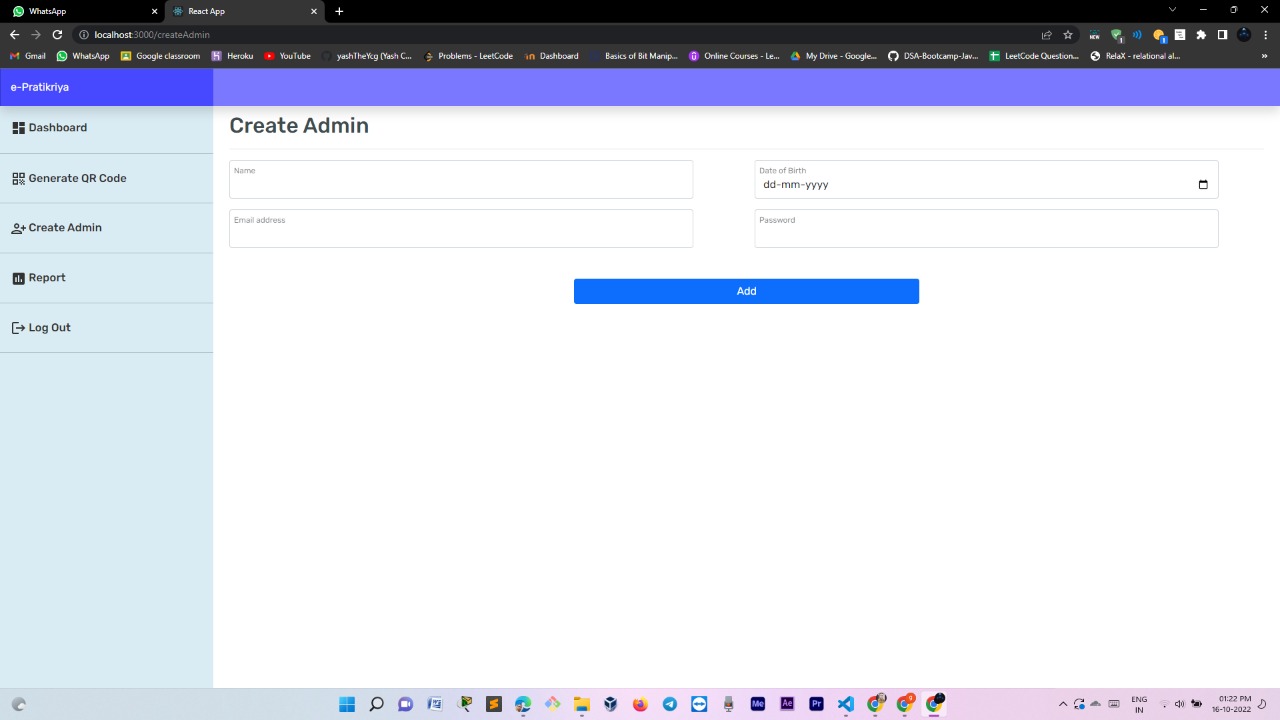 WhatsApp
React App
localhost:3000/createAdmin
Gmail
WhatsApp
Google classroom
Heroku
YouTube
yashTheYcg (Yash C...
Problems - LeetCode
Dashboard
Basics of Bit Manip...
Online Courses - Le...
My Drive - Google...
DSA-Bootcamp-Jav...
LeetCode Question...
RelaX - relational al...
»
e-Pratikriya
Dashboard
Generate QR Code
Create Admin
Report
Log Out
Create Admin
Name
Date of Birth
dd-mm-yyyy
Email address
Password
Add
ENG
IN
01:22 PM
16-10-2022